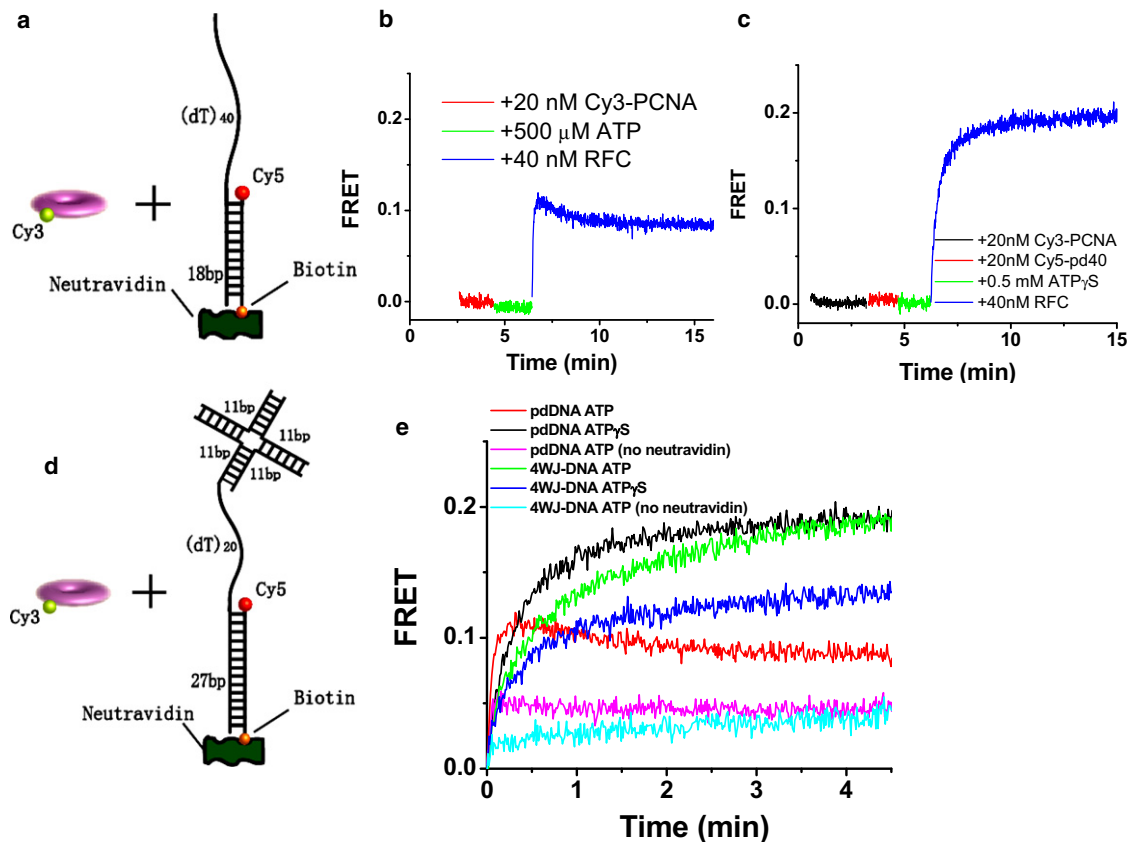 a
(dT)40
Cy5
Cy3
18bp
Neutravidin
Biotin
b
+20 nM Cy3-PCNA
+500 μM ATP
+40 nM RFC
FRET
0.2
0.1
0.0
5
10
15
Time (min)
c
FRET
0.2
0.1
0.0
+20nM Cy3-PCNA
+20nM Cy5-pd40
+0.5 mM ATPγS
+40nM RFC
0
5
10
15
Time (min)
d
11bp
11bp
11bp
11bp
(dT)20
Cy5
Cy3
27bp
Neutravidin
Biotin
e
pdDNA ATP
pdDNA ATPγS
pdDNA ATP (no neutravidin)
4WJ-DNA ATP
4WJ-DNA ATPγS
4WJ-DNA ATP (no neutravidin)
FRET
0.2
0.1
0.0
0
1
2
3
4
Time (min)